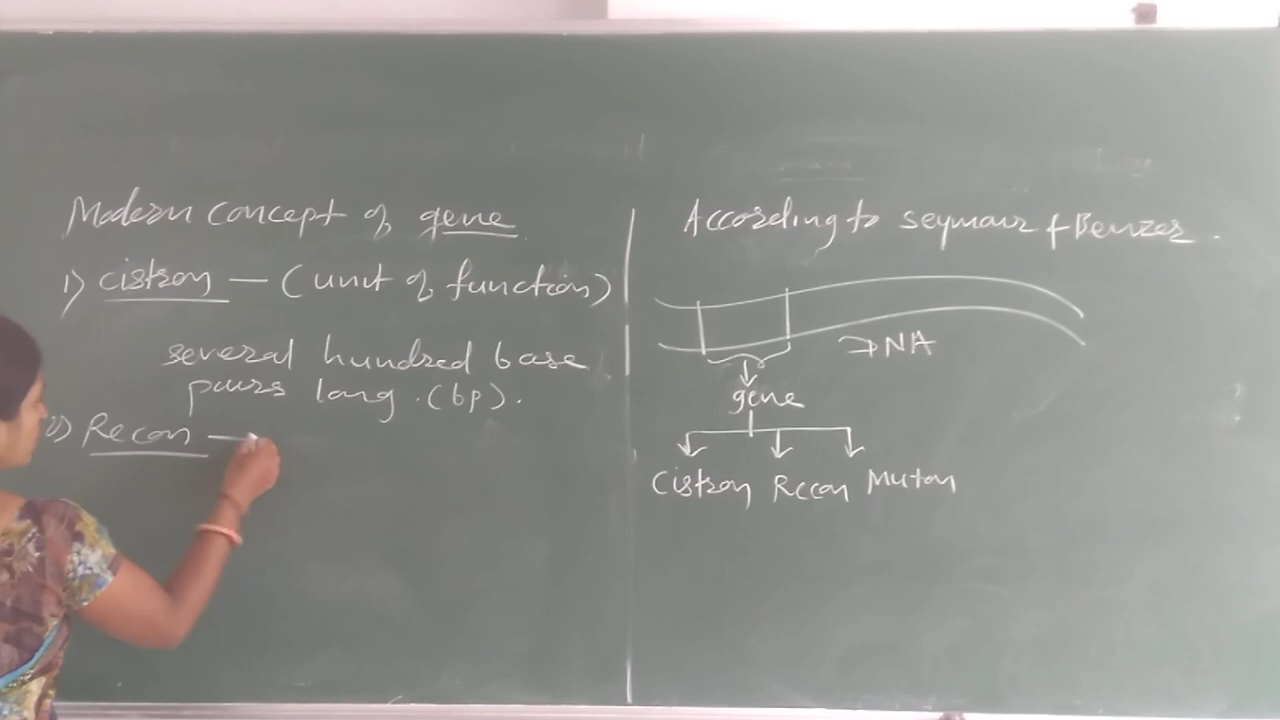 Modern concept of gene
1) cistron — (unit of function)
several hundred base
pairs long. (bp).
2) Recon —
According to Seymour f Benzer.
DNA
gene
Cistron Recon Muton